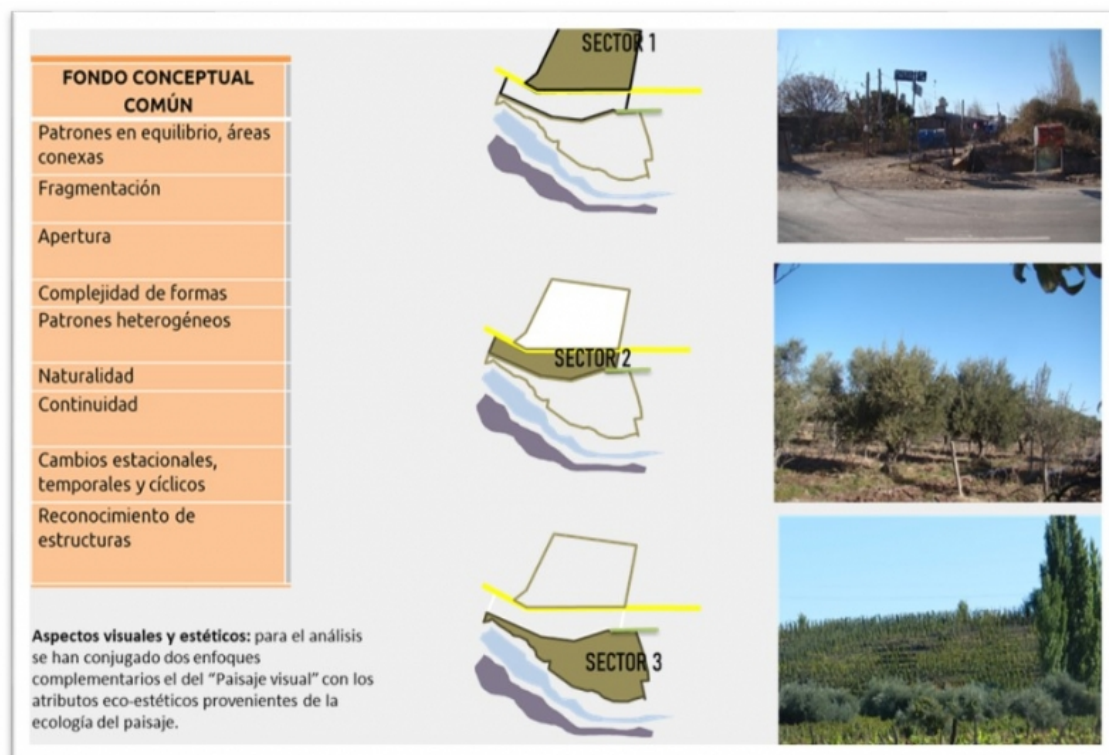 FONDO CONCEPTUAL
COMÚN
Patrones en equilibrio, áreas
conexas
Fragmentación
Apertura
Complejidad de formas
Patrones heterogéneos
Naturalidad
Continuidad
Cambios estacionales,
temporales y cíclicos
Reconocimiento de
estructuras
Aspectos visuales y estéticos: para el análisis
se han conjugado dos enfoques
complementarios el del “Paisaje visual” con los
atributos eco-estéticos provenientes de la
ecología del paisaje.
SECTOR 1
SECTOR 2
SECTOR 3